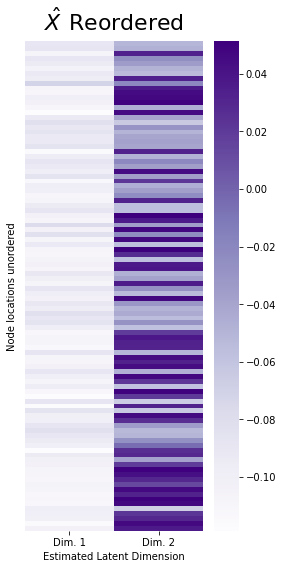 X̂ Reordered
Node locations unordered
0.04
0.02
0.00
−0.02
−0.04
−0.06
−0.08
−0.10
Dim. 1
Dim. 2
Estimated Latent Dimension